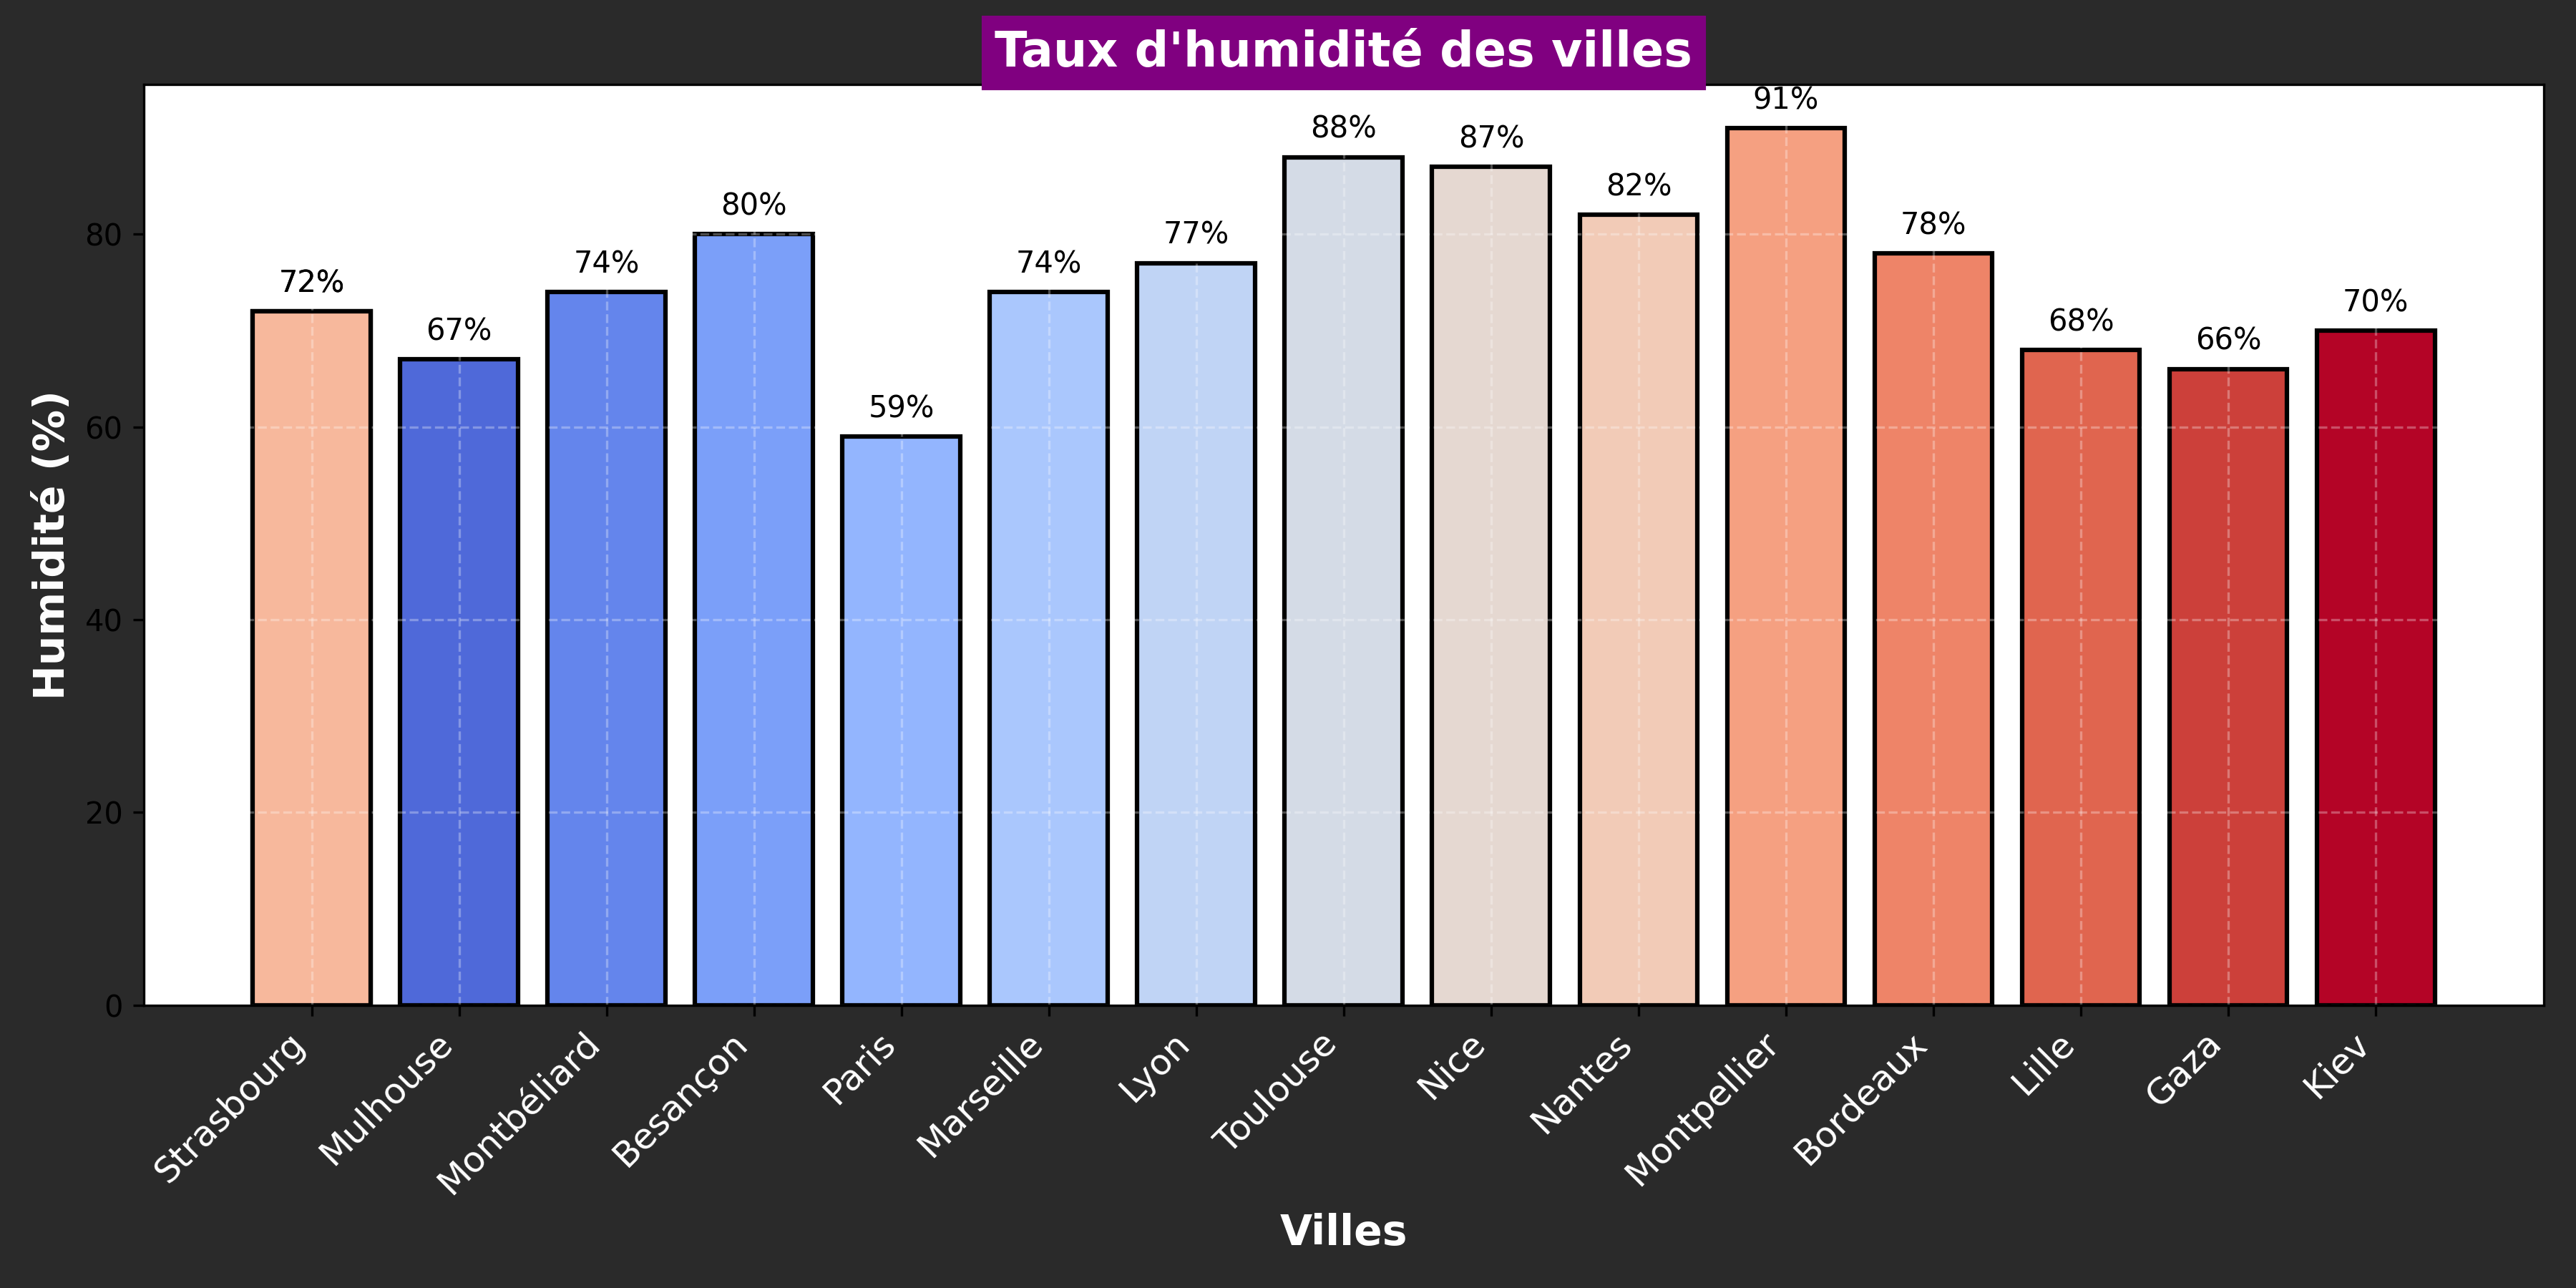 Taux d'humidité des villes
91%
88%
87%
82%
80%
78%
77%
74%
74%
72%
70%
68%
67%
66%
59%
Humidité (%)
80
60
40
20
0
Strasbourg
Mulhouse
Montbéliard
Besançon
Paris
Marseille
Lyon
Toulouse
Nice
Nantes
Montpellier
Bordeaux
Lille
Gaza
Kiev
Villes